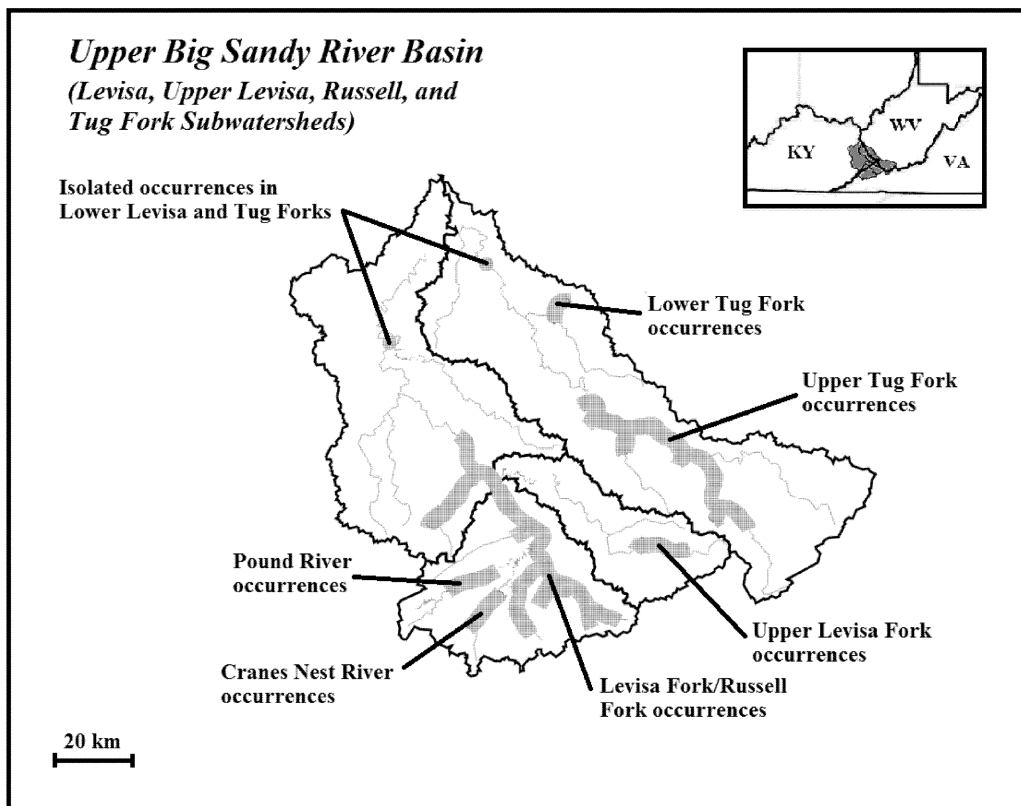 Upper Big Sandy River Basin
(Levisa, Upper Levisa, Russell, and
Tug Fork Subwatersheds)
KY
WV
VA
Isolated occurrences in
Lower Levisa and Tug Forks
Lower Tug Fork
occurrences
Upper Tug Fork
occurrences
Pound River
occurrences
Upper Levisa Fork
occurrences
Cranes Nest River
occurrences
Levisa Fork/Russell
Fork occurrences
20 km